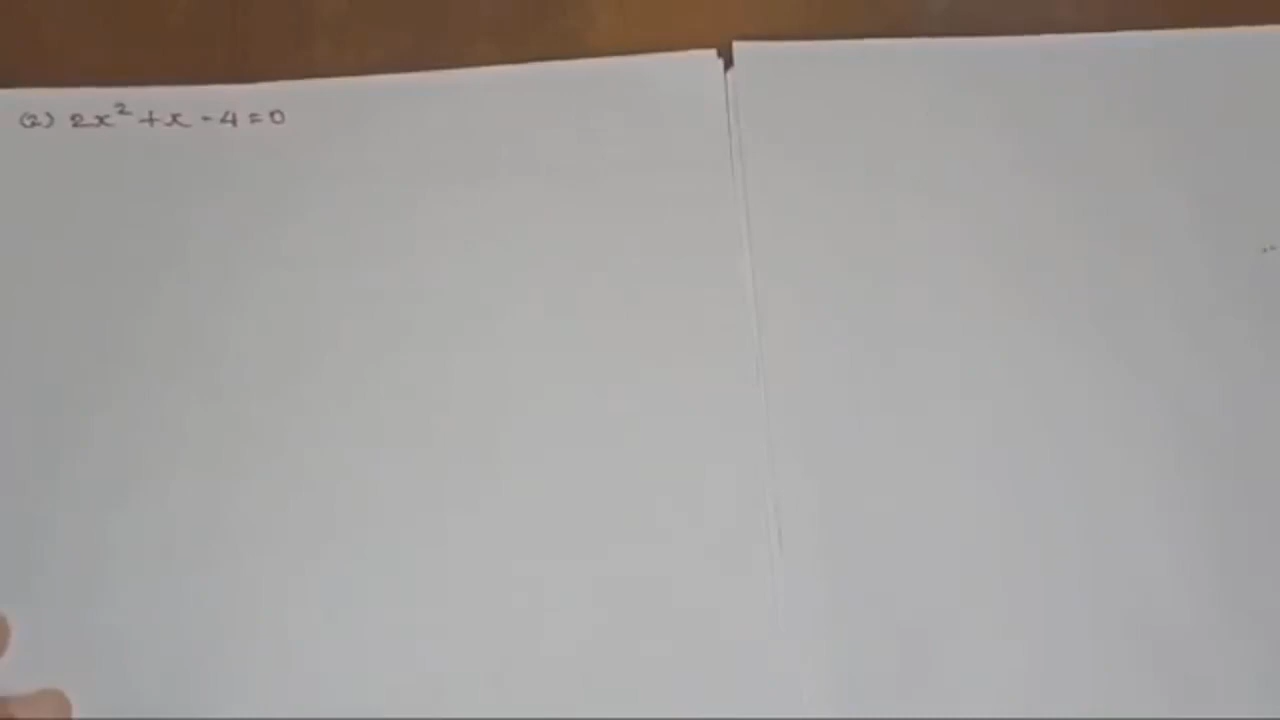 (2) 2x² + x - 4 = 0